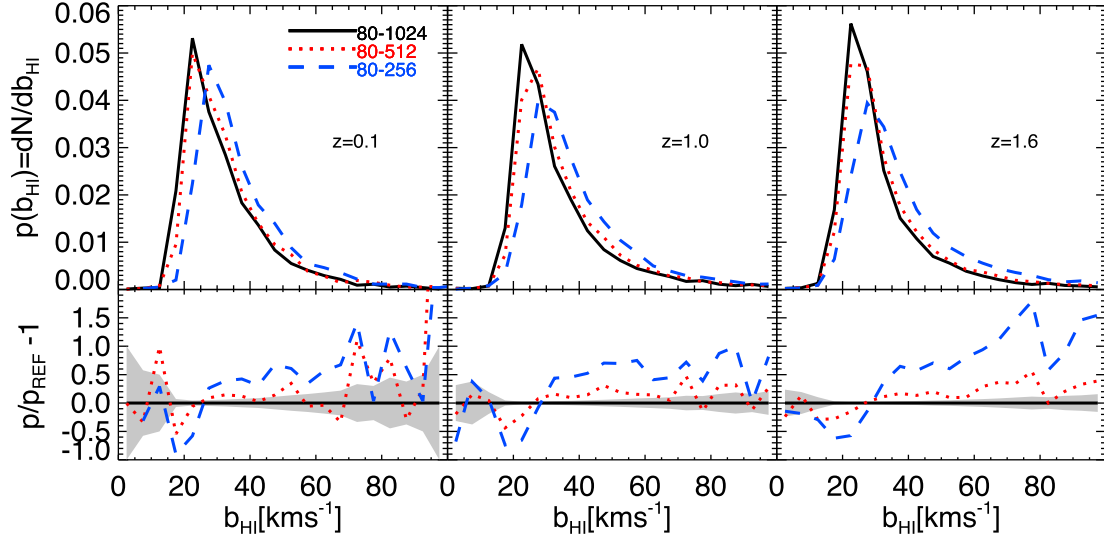 0.06
0.05
0.04
0.03
0.02
0.01
0.00
p(b_HI)=dN/db_HI
80-1024
80-512
80-256
z=0.1
z=1.0
z=1.6
1.5
1.0
0.5
0.0
-0.5
-1.0
p/p_REF -1
0 20 40 60 80 0 20 40 60 80 0 20 40 60 80
b_HI[kms⁻¹] b_HI[kms⁻¹] b_HI[kms⁻¹]